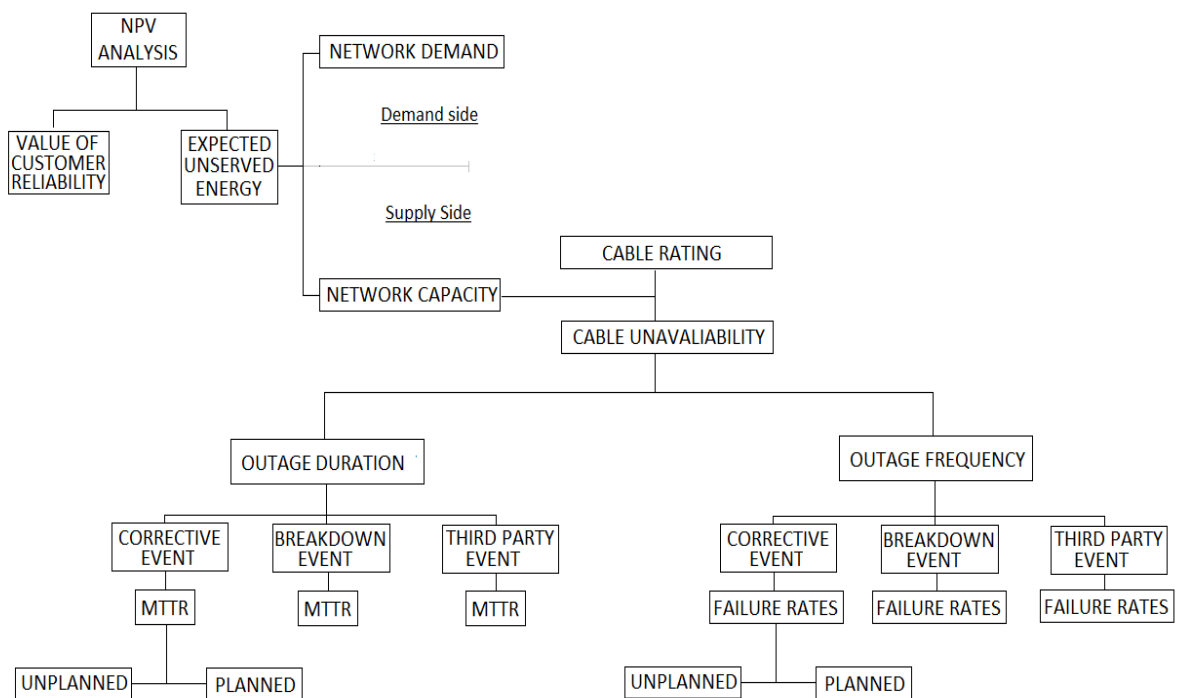 NPV
ANALYSIS
NETWORK DEMAND
Demand side
VALUE OF
CUSTOMER
RELIABILITY
EXPECTED
UNSERVED
ENERGY
Supply Side
CABLE RATING
NETWORK CAPACITY
CABLE UNAVALIABILITY
OUTAGE DURATION
OUTAGE FREQUENCY
CORRECTIVE
EVENT
BREAKDOWN
EVENT
THIRD PARTY
EVENT
CORRECTIVE
EVENT
BREAKDOWN
EVENT
THIRD PARTY
EVENT
MTTR
MTTR
MTTR
FAILURE RATES
FAILURE RATES
FAILURE RATES
UNPLANNED
PLANNED
UNPLANNED
PLANNED